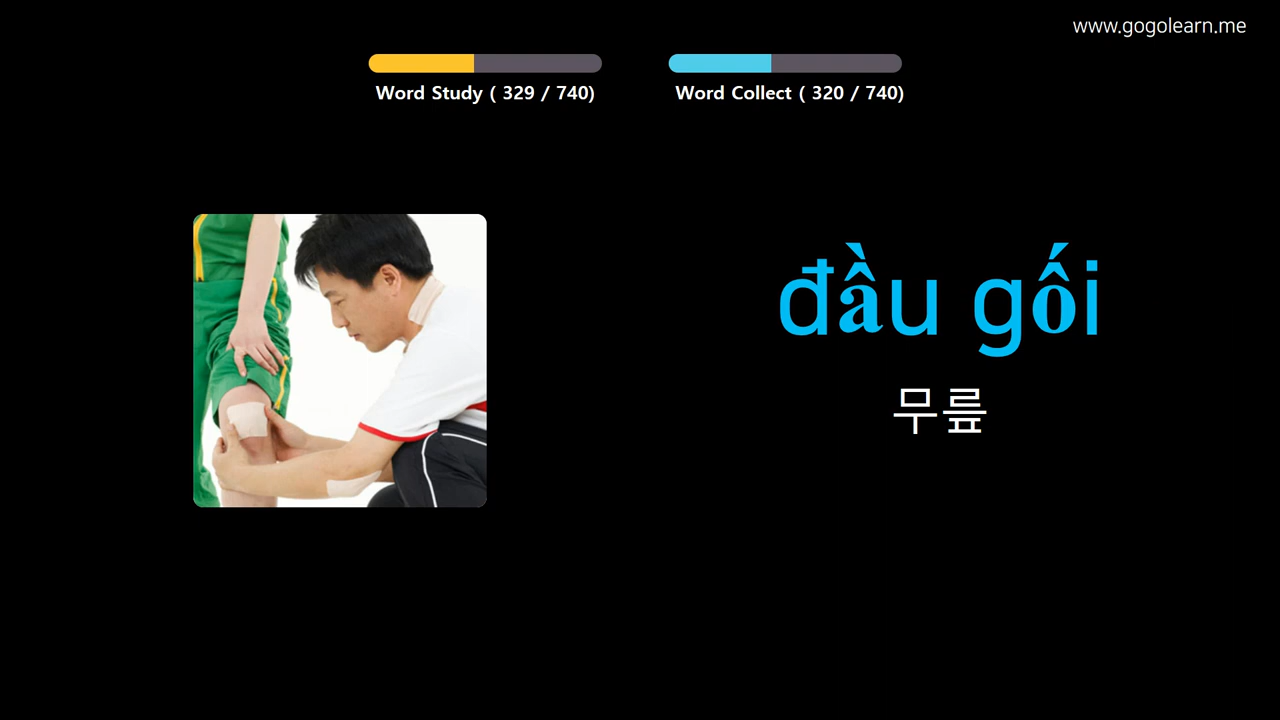 www.gogolearn.me
Word Study ( 329 / 740)
Word Collect ( 320 / 740)
đầu gối
무릎